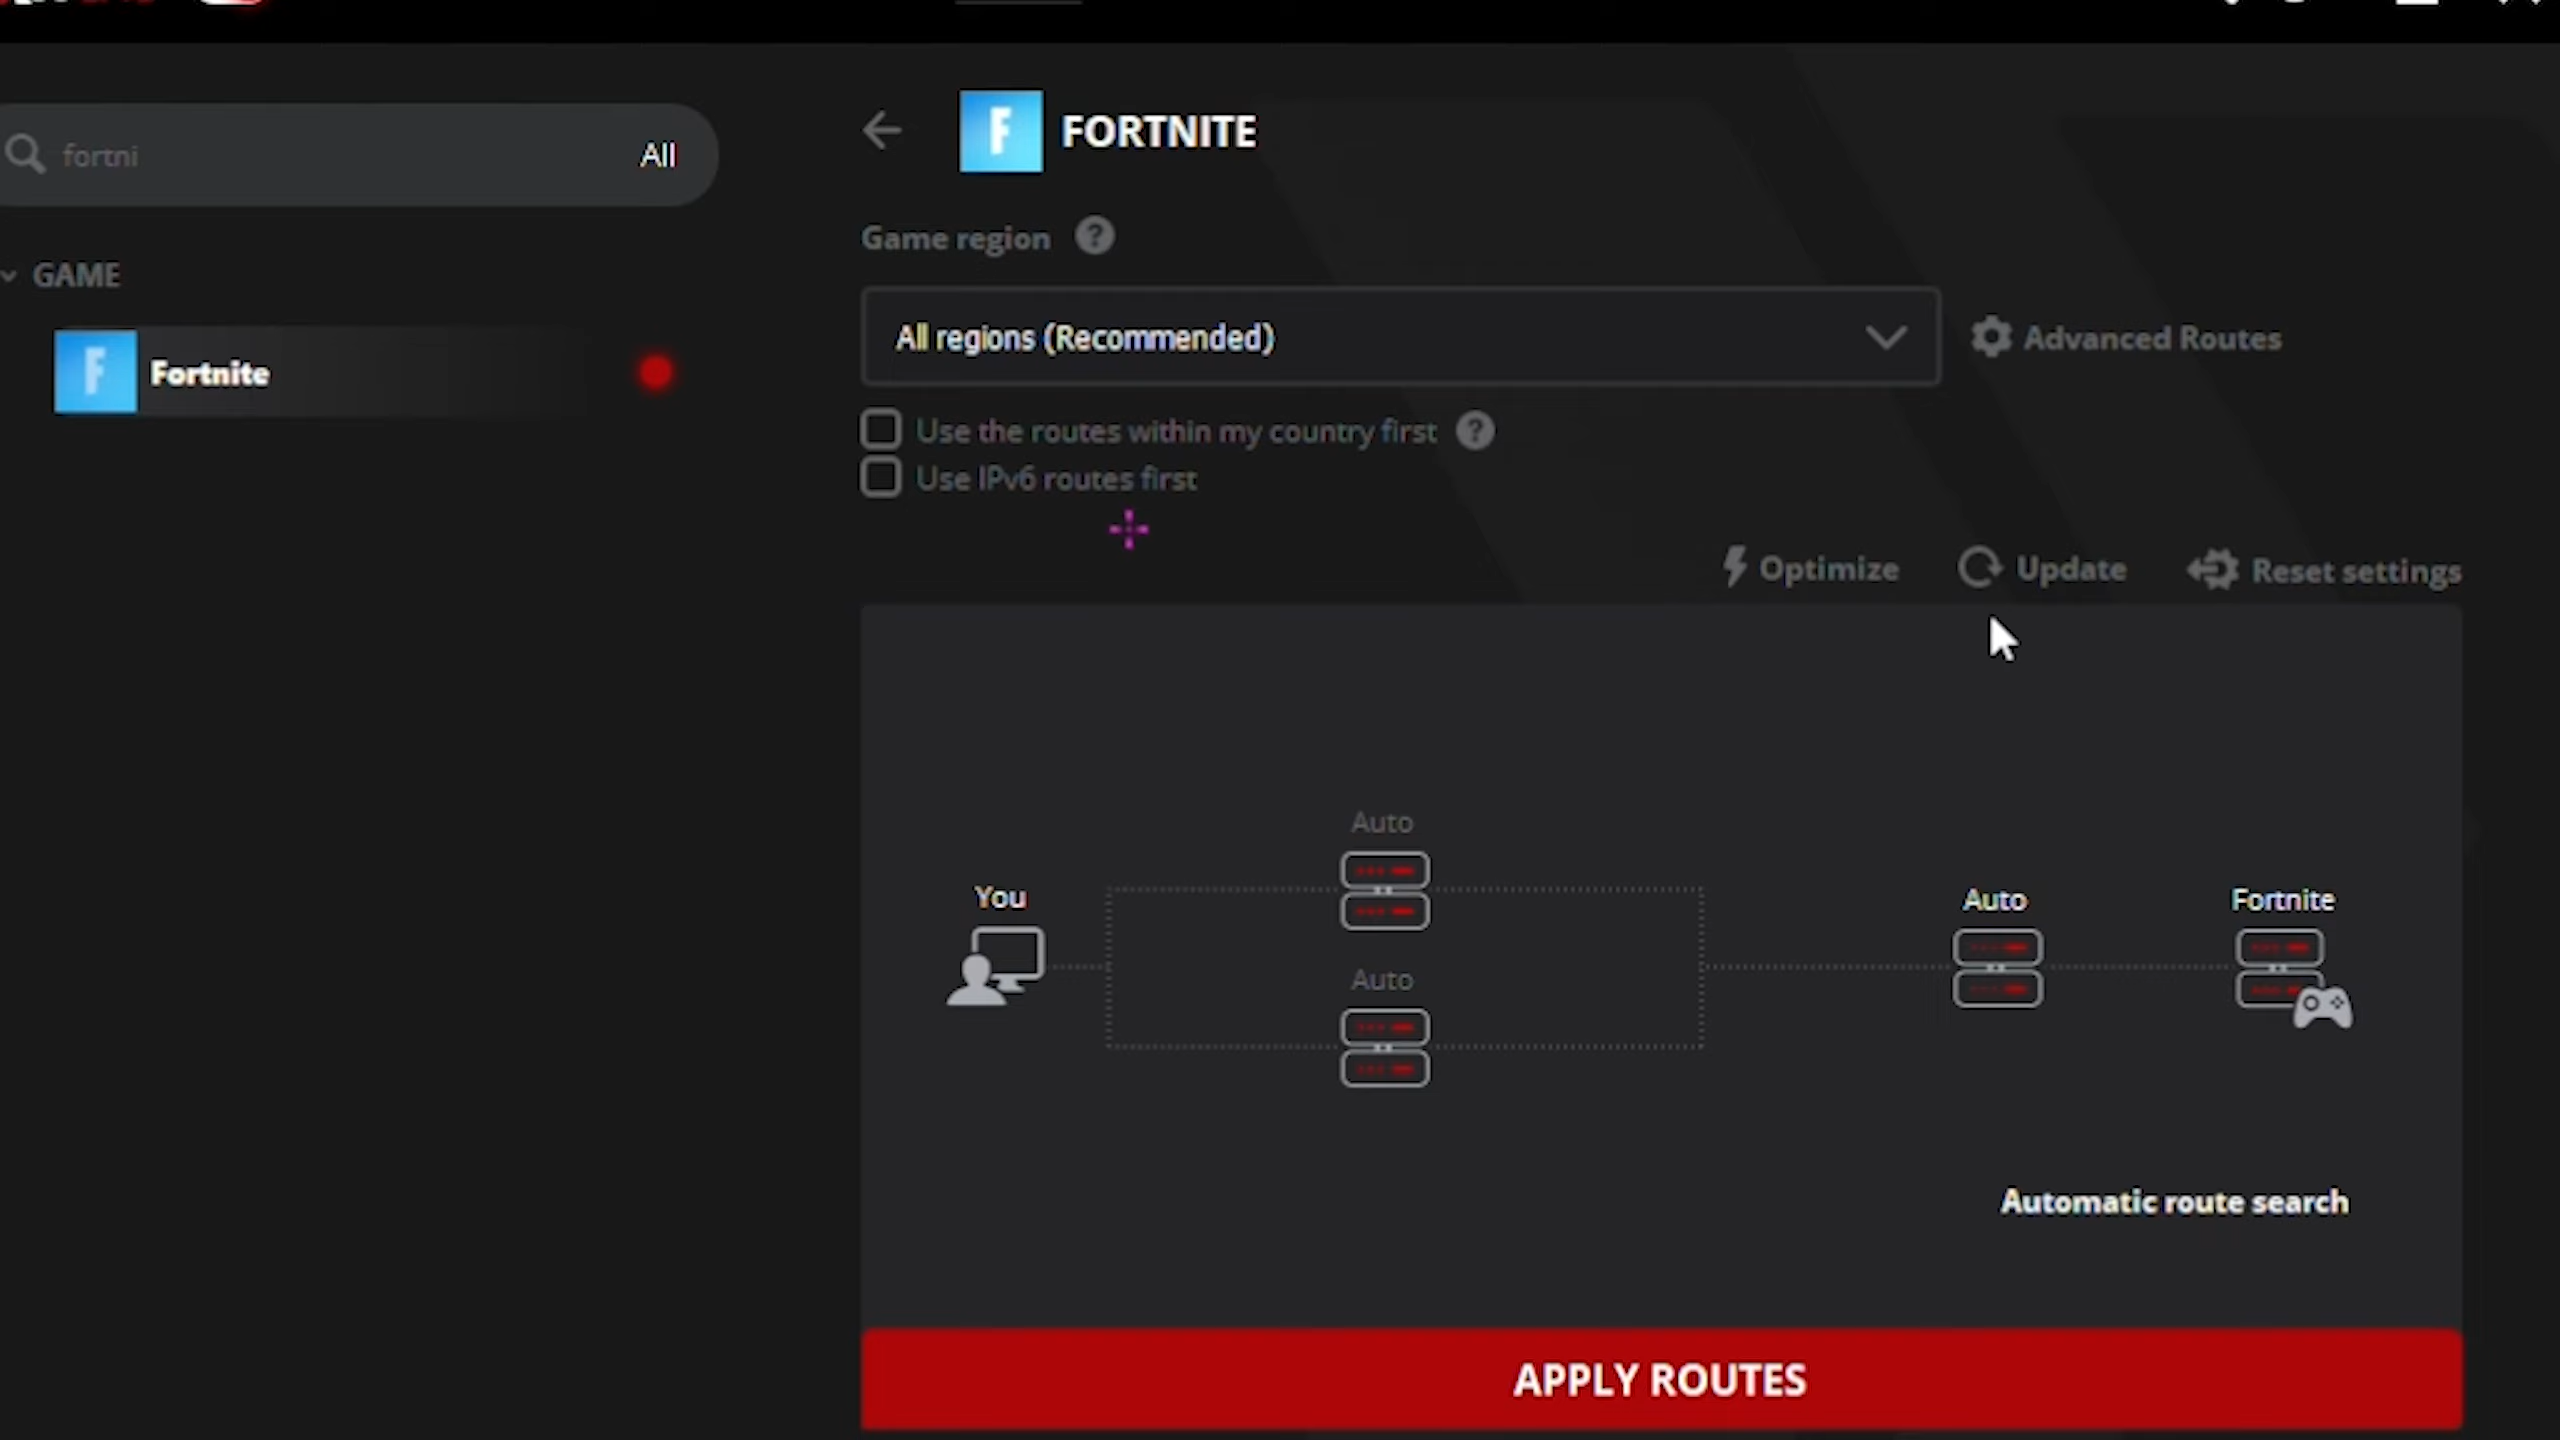 fortni
All
GAME
Fortnite
FORTNITE
Game region
All regions (Recommended)
Advanced Routes
Use the routes within my country first
Use IPv6 routes first
Optimize
Update
Reset settings
You
Auto
Auto
Auto
Fortnite
Automatic route search
APPLY ROUTES